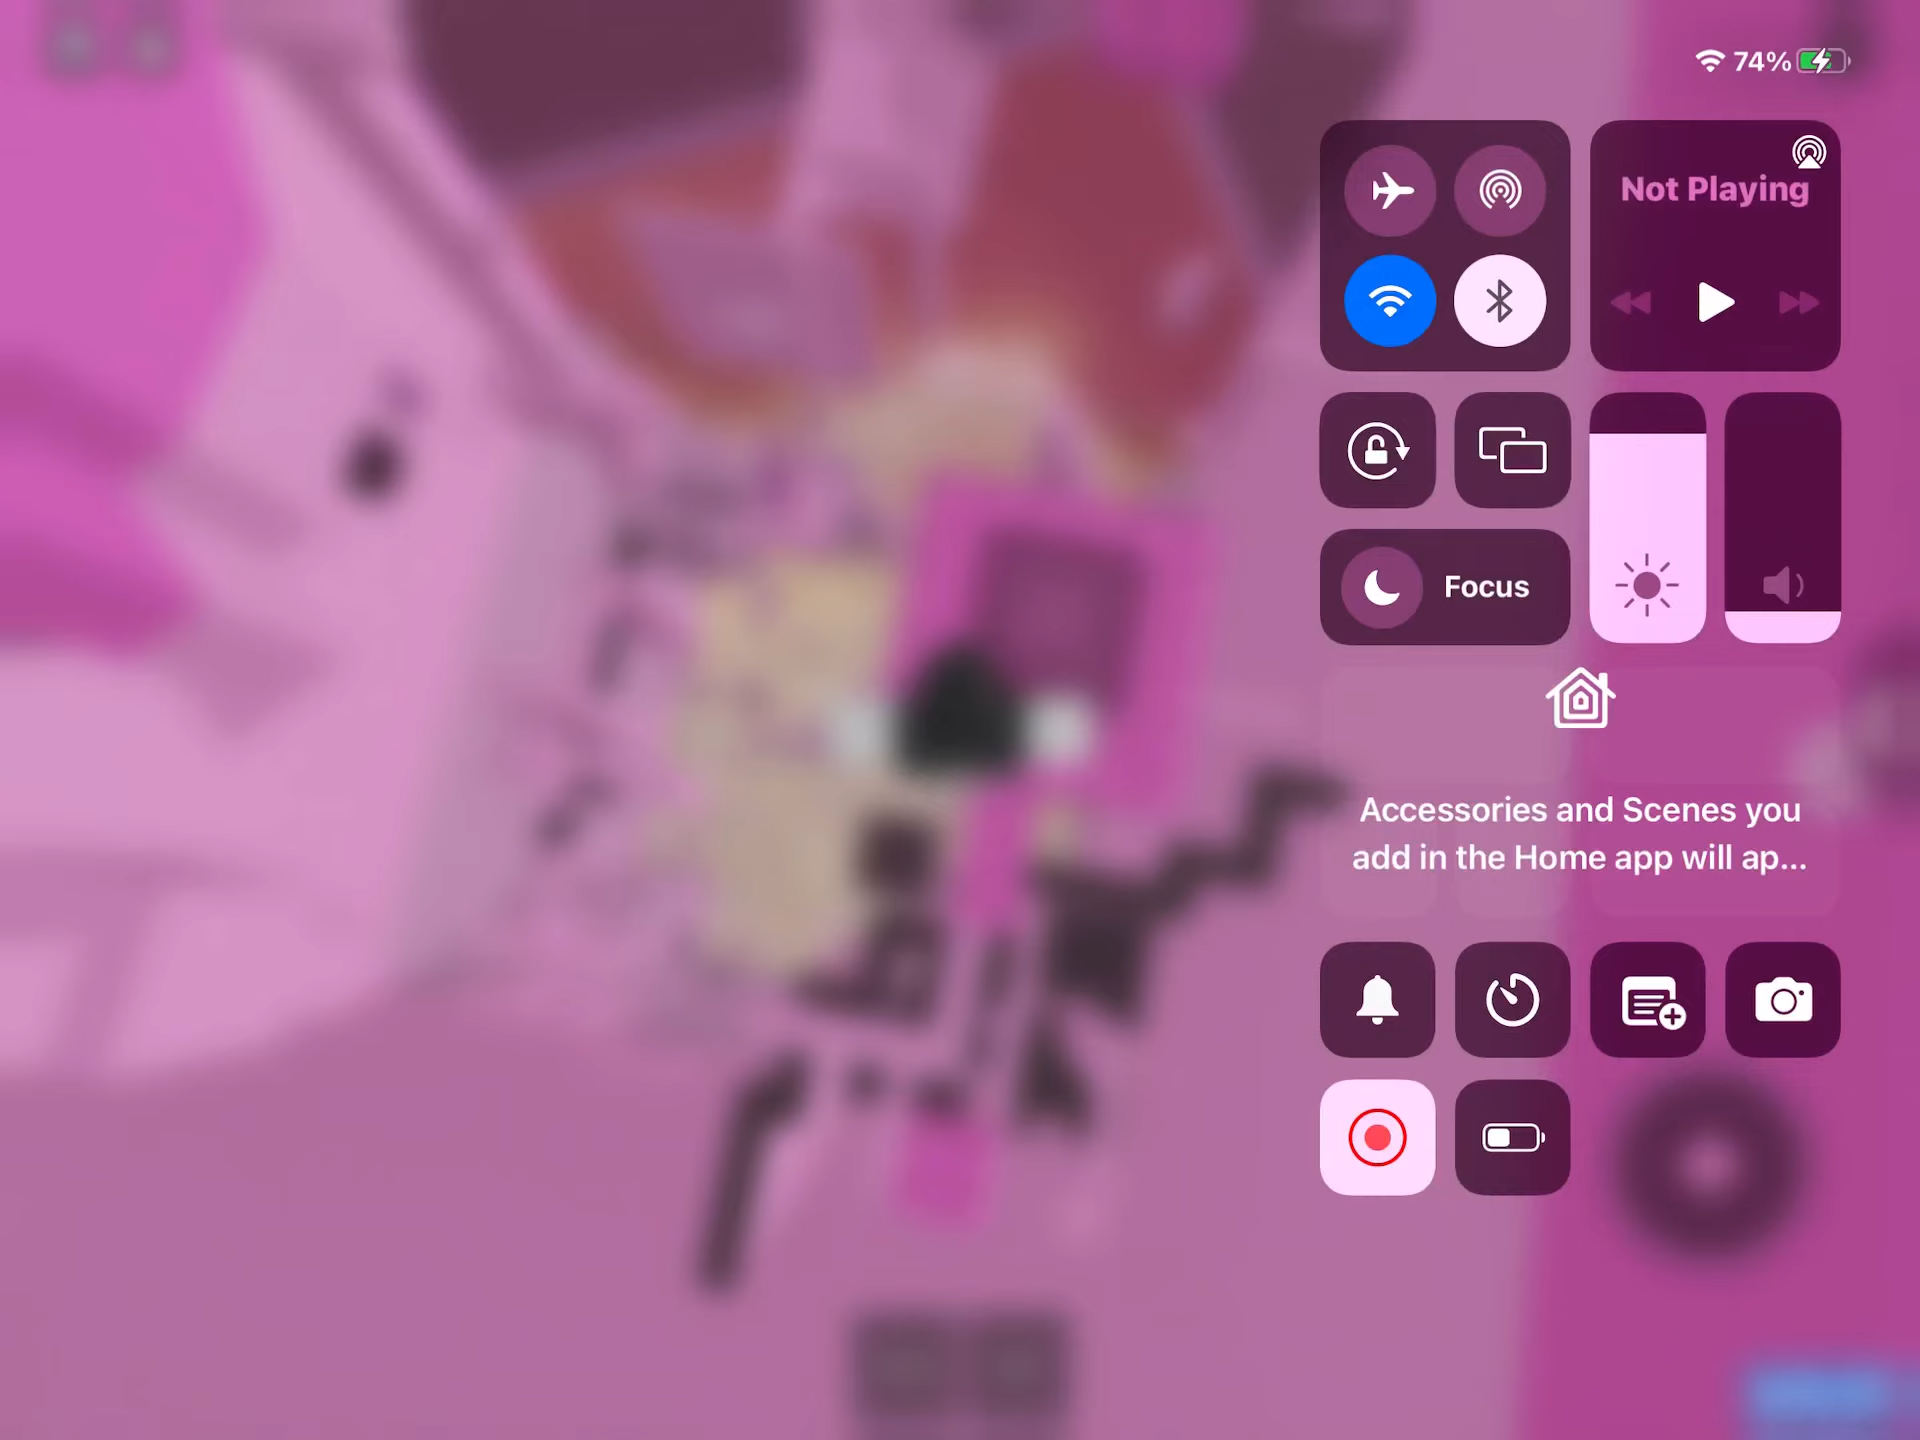 74%
Not Playing
Focus
Accessories and Scenes you
add in the Home app will ap...